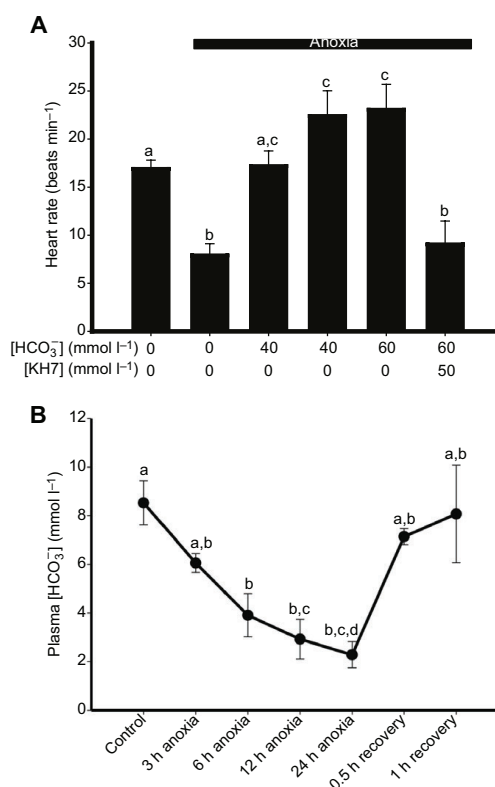 A
Anoxia
30
25
20
15
10
5
0
Heart rate (beats min⁻¹)
a
b
a,c
c
c
b
[HCO₃⁻] (mmol l⁻¹) 0 0 40 40 60 60
[KH7] (mmol l⁻¹) 0 0 0 0 0 50
B
12
10
8
6
4
2
0
Plasma [HCO₃⁻] (mmol l⁻¹)
a
a,b
b
b,c
b,c,d
a,b
a,b
Control
3 h anoxia
6 h anoxia
12 h anoxia
24 h anoxia
0.5 h recovery
1 h recovery